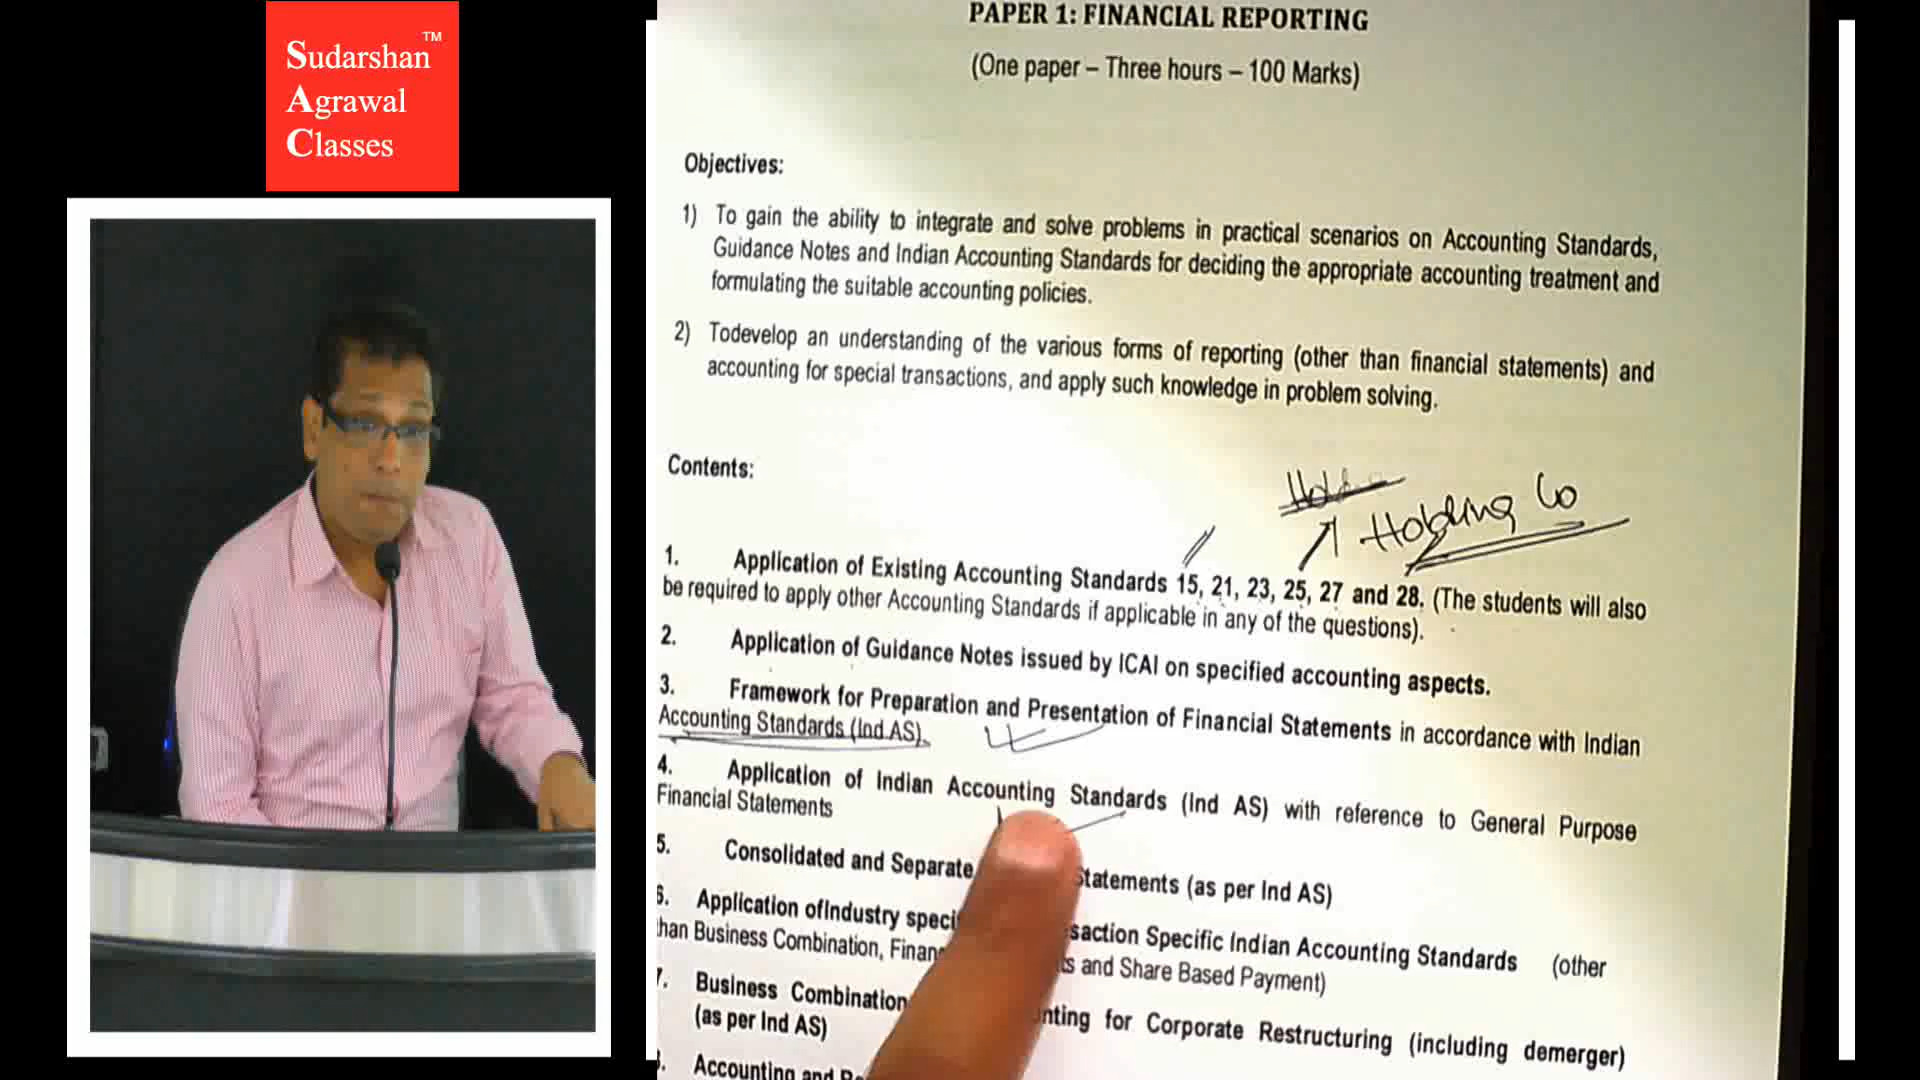 Sudarshan™
Agrawal
Classes
PAPER 1: FINANCIAL REPORTING
(One paper – Three hours – 100 Marks)
Objectives:
1) To gain the ability to integrate and solve problems in practical scenarios on Accounting Standards,
Guidance Notes and Indian Accounting Standards for deciding the appropriate accounting treatment and
formulating the suitable accounting policies.
2) Todevelop an understanding of the various forms of reporting (other than financial statements) and
accounting for special transactions, and apply such knowledge in problem solving.
Contents:
Holding Co
1. Application of Existing Accounting Standards 15, 21, 23, 25, 27 and 28. (The students will also
be required to apply other Accounting Standards if applicable in any of the questions).
2. Application of Guidance Notes issued by ICAI on specified accounting aspects.
3. Framework for Preparation and Presentation of Financial Statements in accordance with Indian
Accounting Standards (Ind AS).
4. Application of Indian Accounting Standards (Ind AS) with reference to General Purpose
Financial Statements
5. Consolidated and Separate Statements (as per Ind AS)
6. Application ofIndustry Specific Indian Accounting Standards (other
Business Combination, and Share Based Payment)
7. Business Combination for Corporate Restructuring (including demerger)
(as per Ind AS)
Accounting and